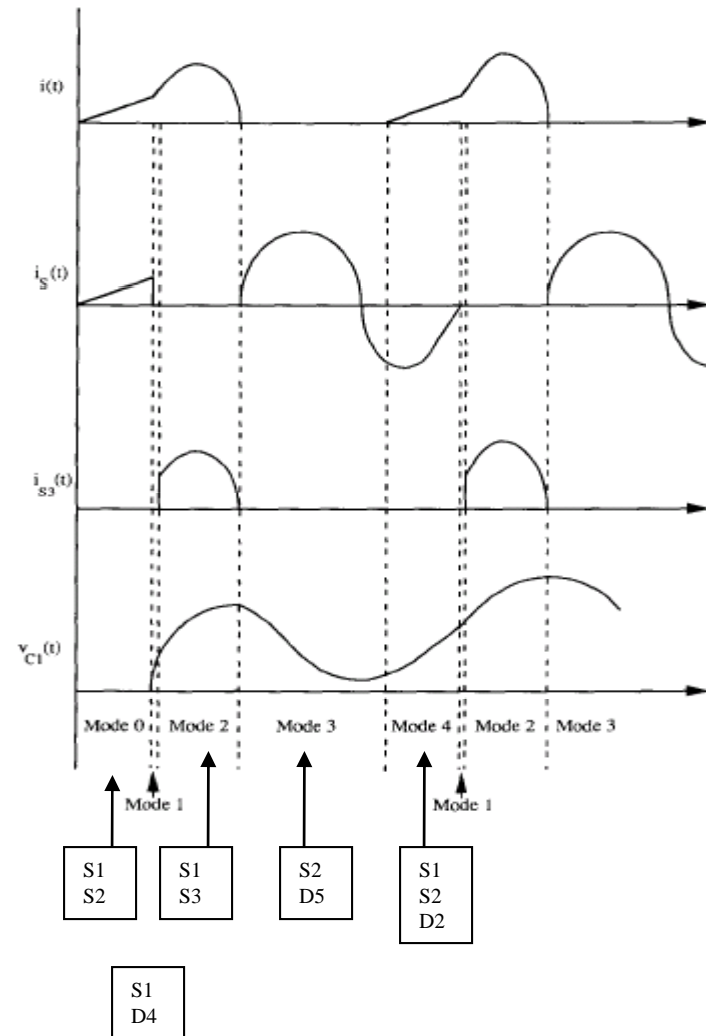 i(t)
i_S(t)
i_S3(t)
v_C1(t)
Mode 0
Mode 2
Mode 3
Mode 4
Mode 2
Mode 3
Mode 1
Mode 1
S1
S2
S1
S3
S2
D5
S1
S2
D2
S1
D4